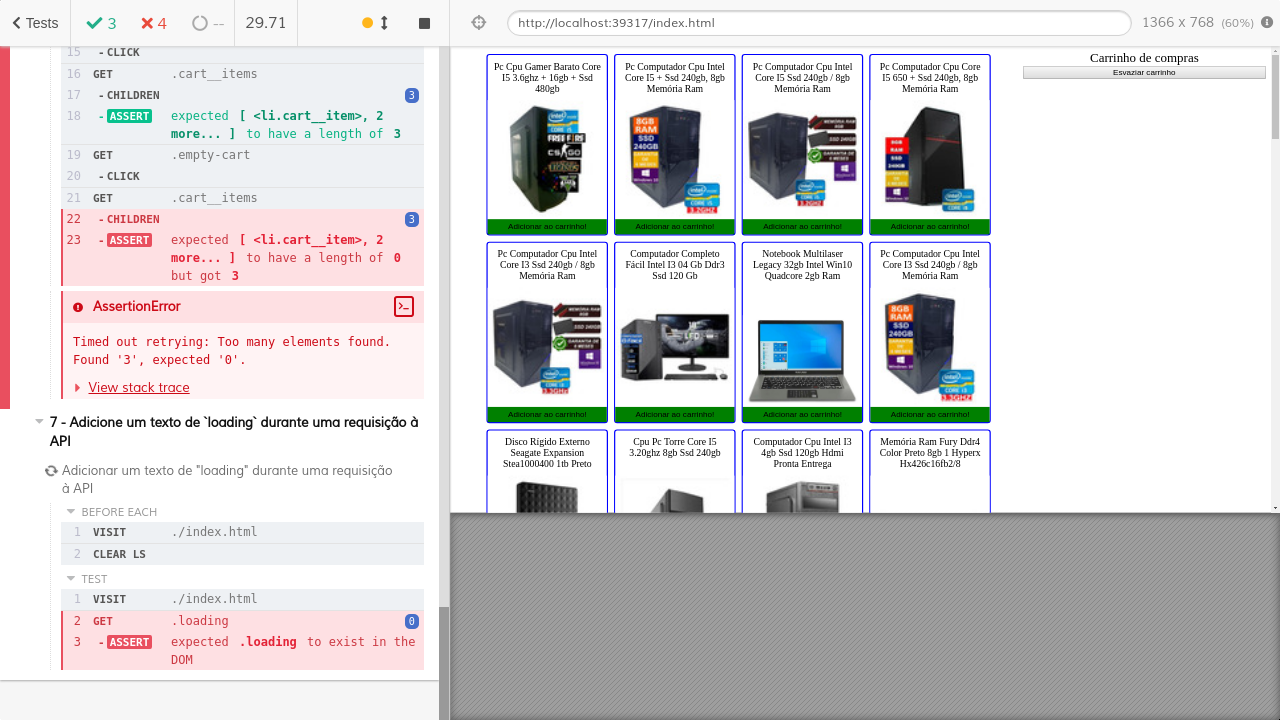 Tests
3
4
--
29.71
http://localhost:39317/index.html
1366 x 768 (60%)
15 - CLICK
16 GET .cart__items
17 - CHILDREN 3
18 - ASSERT expected [ <li.cart__item>, 2
more... ] to have a length of 3
19 GET .empty-cart
20 - CLICK
21 GET .cart__items
22 - CHILDREN 3
23 - ASSERT expected [ <li.cart__item>, 2
more... ] to have a length of 0
but got 3
AssertionError
Timed out retrying: Too many elements found.
Found '3', expected '0'.
View stack trace
7 - Adicione um texto de `loading` durante uma requisição à
API
Adicionar um texto de "loading" durante uma requisição
à API
BEFORE EACH
1 VISIT ./index.html
2 CLEAR LS
TEST
1 VISIT ./index.html
2 GET .loading 0
3 - ASSERT expected .loading to exist in the
DOM
Pc Cpu Gamer Barato Core
I5 3.6ghz + 16gb + Ssd
480gb
Adicionar ao carrinho!
Pc Computador Cpu Intel
Core I5 + Ssd 240gb, 8gb
Memória Ram
Adicionar ao carrinho!
Pc Computador Cpu Intel
Core I5 Ssd 240gb / 8gb
Memória Ram
Adicionar ao carrinho!
Pc Computador Cpu Core
I5 650 + Ssd 240gb, 8gb
Memória Ram
Adicionar ao carrinho!
Carrinho de compras
Esvaziar carrinho
Pc Computador Cpu Intel
Core I3 Ssd 240gb / 8gb
Memória Ram
Adicionar ao carrinho!
Computador Completo
Fácil Intel I3 04 Gb Ddr3
Ssd 120 Gb
Adicionar ao carrinho!
Notebook Multilaser
Legacy 32gb Intel Win10
Quadcore 2gb Ram
Adicionar ao carrinho!
Pc Computador Cpu Intel
Core I3 Ssd 240gb / 8gb
Memória Ram
Adicionar ao carrinho!
Disco Rígido Externo
Seagate Expansion
Stea1000400 1tb Preto
Cpu Pc Torre Core I5
3.20ghz 8gb Ssd 240gb
Computador Cpu Intel I3
4gb Ssd 120gb Hdmi
Pronta Entrega
Memória Ram Fury Ddr4
Color Preto 8gb 1 Hyperx
Hx426c16fb2/8